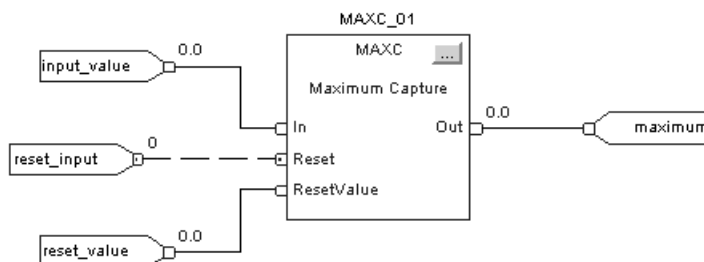 MAXC_01
MAXC
...
Maximum Capture
input_value
0.0
In
Out
0.0
maximum
reset_input
0
Reset
ResetValue
reset_value
0.0